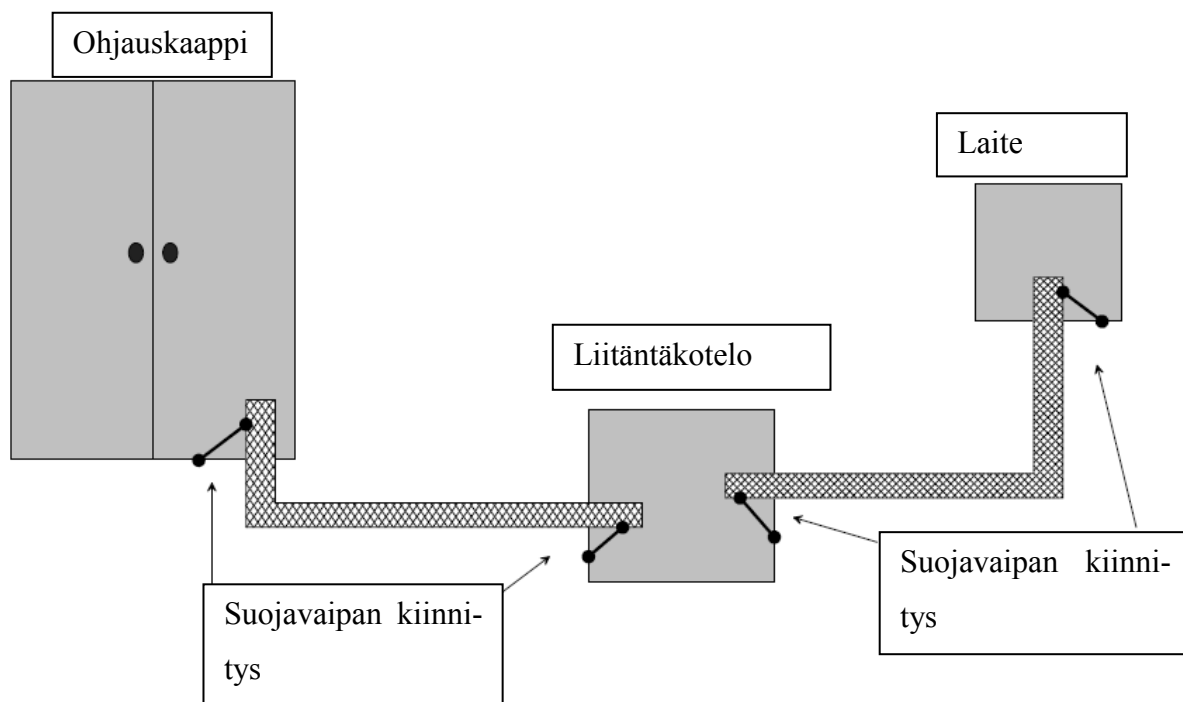 Ohjauskaappi
Laite
Liitäntäkotelo
Suojavaipan kiinni-
tys
Suojavaipan kiinni-
tys